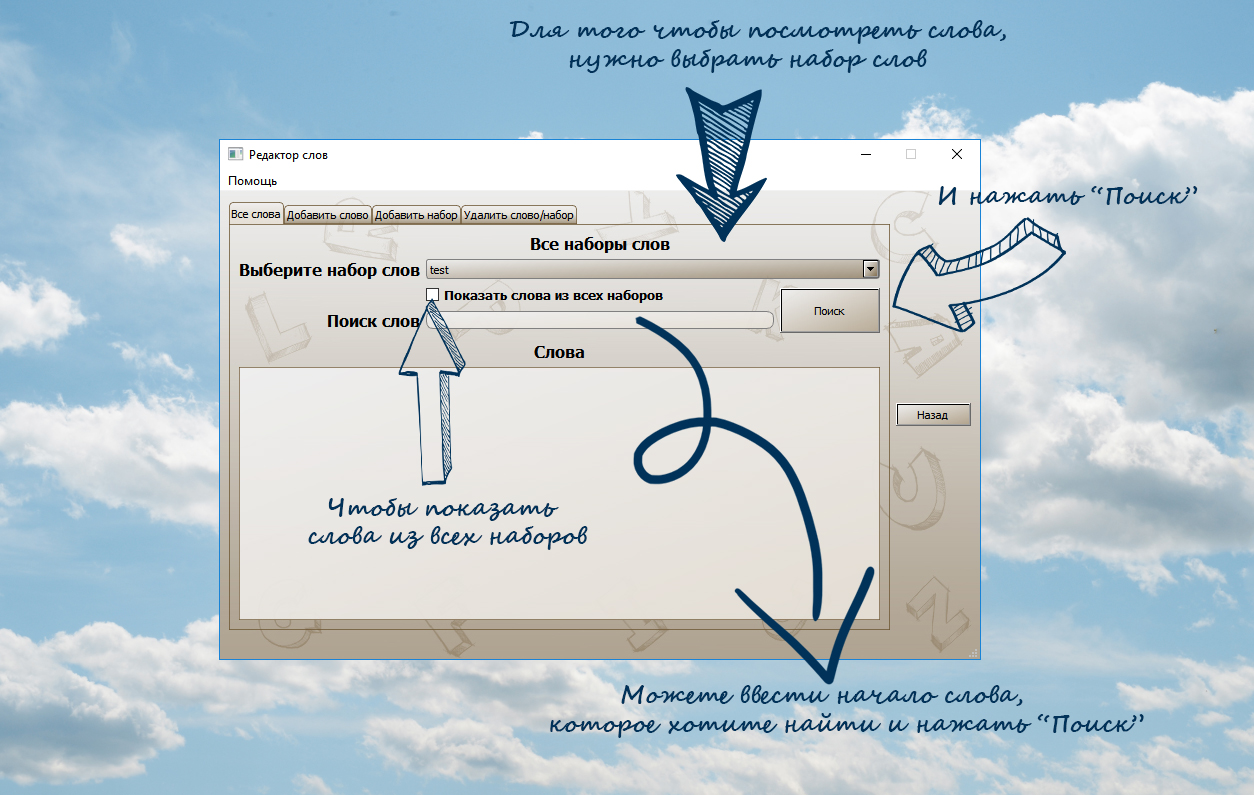 Для того чтобы посмотреть слова,
нужно выбрать набор слов
Редактор слов
Помощь
И нажать “Поиск”
Все слова
Добавить слово
Добавить набор
Удалить слово/набор
Все наборы слов
Выберите набор слов
test
Показать слова из всех наборов
Поиск слов
Поиск
Слова
Назад
Чтобы показать
слова из всех наборов
Можете ввести начало слова,
которое хотите найти и нажать “Поиск”